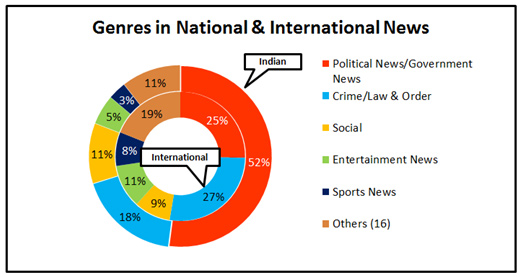 Genres in National & International News
Indian
International
11%
3%
5%
11%
18%
52%
19%
8%
11%
9%
27%
25%
Political News/Government
News
Crime/Law & Order
Social
Entertainment News
Sports News
Others (16)